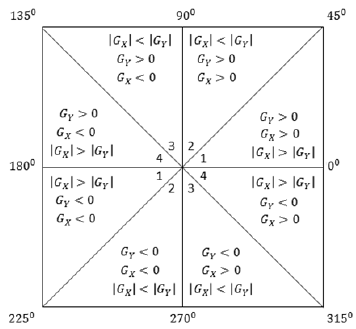 135⁰ 90⁰ 45⁰
|G_X| < |G_Y| |G_X| < |G_Y|
G_Y > 0 G_Y > 0
G_X < 0 G_X > 0
G_Y > 0 G_Y > 0
G_X < 0 G_X > 0
|G_X| > |G_Y| |G_X| > |G_Y|
3 2
4 1
180⁰ 0⁰
1 4
2 3
|G_X| > |G_Y| |G_X| > |G_Y|
G_Y < 0 G_Y < 0
G_X < 0 G_X > 0
G_Y < 0 G_Y < 0
G_X < 0 G_X > 0
|G_X| < |G_Y| |G_X| < |G_Y|
225⁰ 270⁰ 315⁰